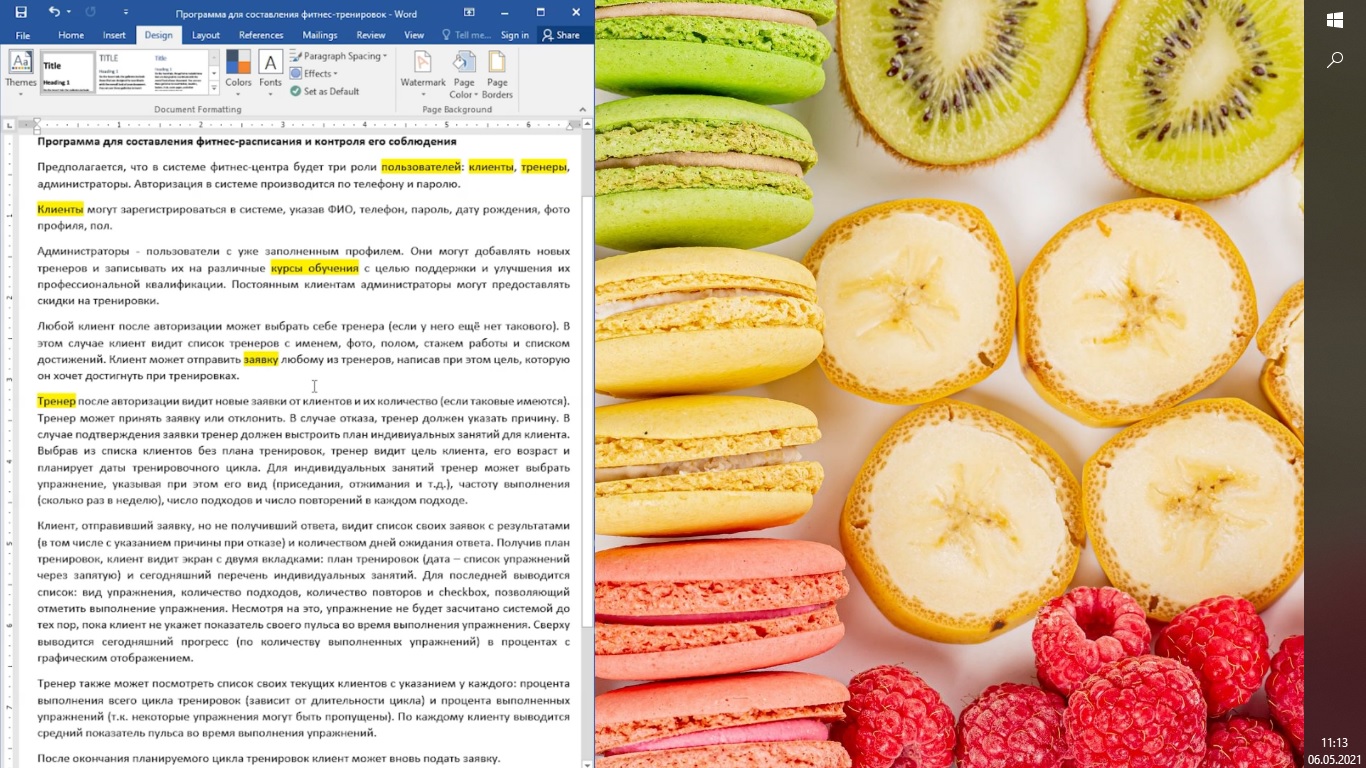 Программа для составления фитнес-тренировок - Word
File Home Insert Design Layout References Mailings Review View Tell me... Sign in Share
Themes
Title
Heading 1
TITLE
Heading 1
Title
Heading 1
Colors
Fonts
Paragraph Spacing
Effects
Set as Default
Watermark
Page Color
Page Borders
Document Formatting
Page Background
1 2 3 4 5 6
Программа для составления фитнес-расписания и контроля его соблюдения
Предполагается, что в системе фитнес-центра будет три роли пользователей: клиенты, тренеры,
администраторы. Авторизация в системе производится по телефону и паролю.
Клиенты могут зарегистрироваться в системе, указав ФИО, телефон, пароль, дату рождения, фото
профиля, пол.
Администраторы - пользователи с уже заполненным профилем. Они могут добавлять новых
тренеров и записывать их на различные курсы обучения с целью поддержки и улучшения их
профессиональной квалификации. Постоянным клиентам администраторы могут предоставлять
скидки на тренировки.
Любой клиент после авторизации может выбрать себе тренера (если у него ещё нет такового). В
этом случае клиент видит список тренеров с именем, фото, полом, стажем работы и списком
достижений. Клиент может отправить заявку любому из тренеров, написав при этом цель, которую
он хочет достигнуть при тренировках.
Тренер после авторизации видит новые заявки от клиентов и их количество (если таковые имеются).
Тренер может принять заявку или отклонить. В случае отказа, тренер должен указать причину. В
случае подтверждения заявки тренер должен выстроить план индивиуальных занятий для клиента.
Выбрав из списка клиентов без плана тренировок, тренер видит цель клиента, его возраст и
планирует даты тренировочного цикла. Для индивидуальных занятий тренер может выбрать
упражнение, указывая при этом его вид (приседания, отжимания и т.д.), частоту выполнения
(сколько раз в неделю), число подходов и число повторений в каждом подходе.
Клиент, отправивший заявку, но не получивший ответа, видит список своих заявок с результатами
(в том числе с указанием причины при отказе) и количеством дней ожидания ответа. Получив план
тренировок, клиент видит экран с двумя вкладками: план тренировок (дата – список упражнений
через запятую) и сегодняшний перечень индивидуальных занятий. Для последней выводится
список: вид упражнения, количество подходов, количество повторов и checkbox, позволяющий
отметить выполнение упражнения. Несмотря на это, упражнение не будет засчитано системой до
тех пор, пока клиент не укажет показатель своего пульса во время выполнения упражнения. Сверху
выводится сегодняшний прогресс (по количеству выполненных упражнений) в процентах с
графическим отображением.
Тренер также может посмотреть список своих текущих клиентов с указанием у каждого: процента
выполнения всего цикла тренировок (зависит от длительности цикла) и процента выполненных
упражнений (т.к. некоторые упражнения могут быть пропущены). По каждому клиенту выводится
средний показатель пульса во время выполнения упражнений.
После окончания планируемого цикла тренировок клиент может вновь подать заявку.
11:13
06.05.2021